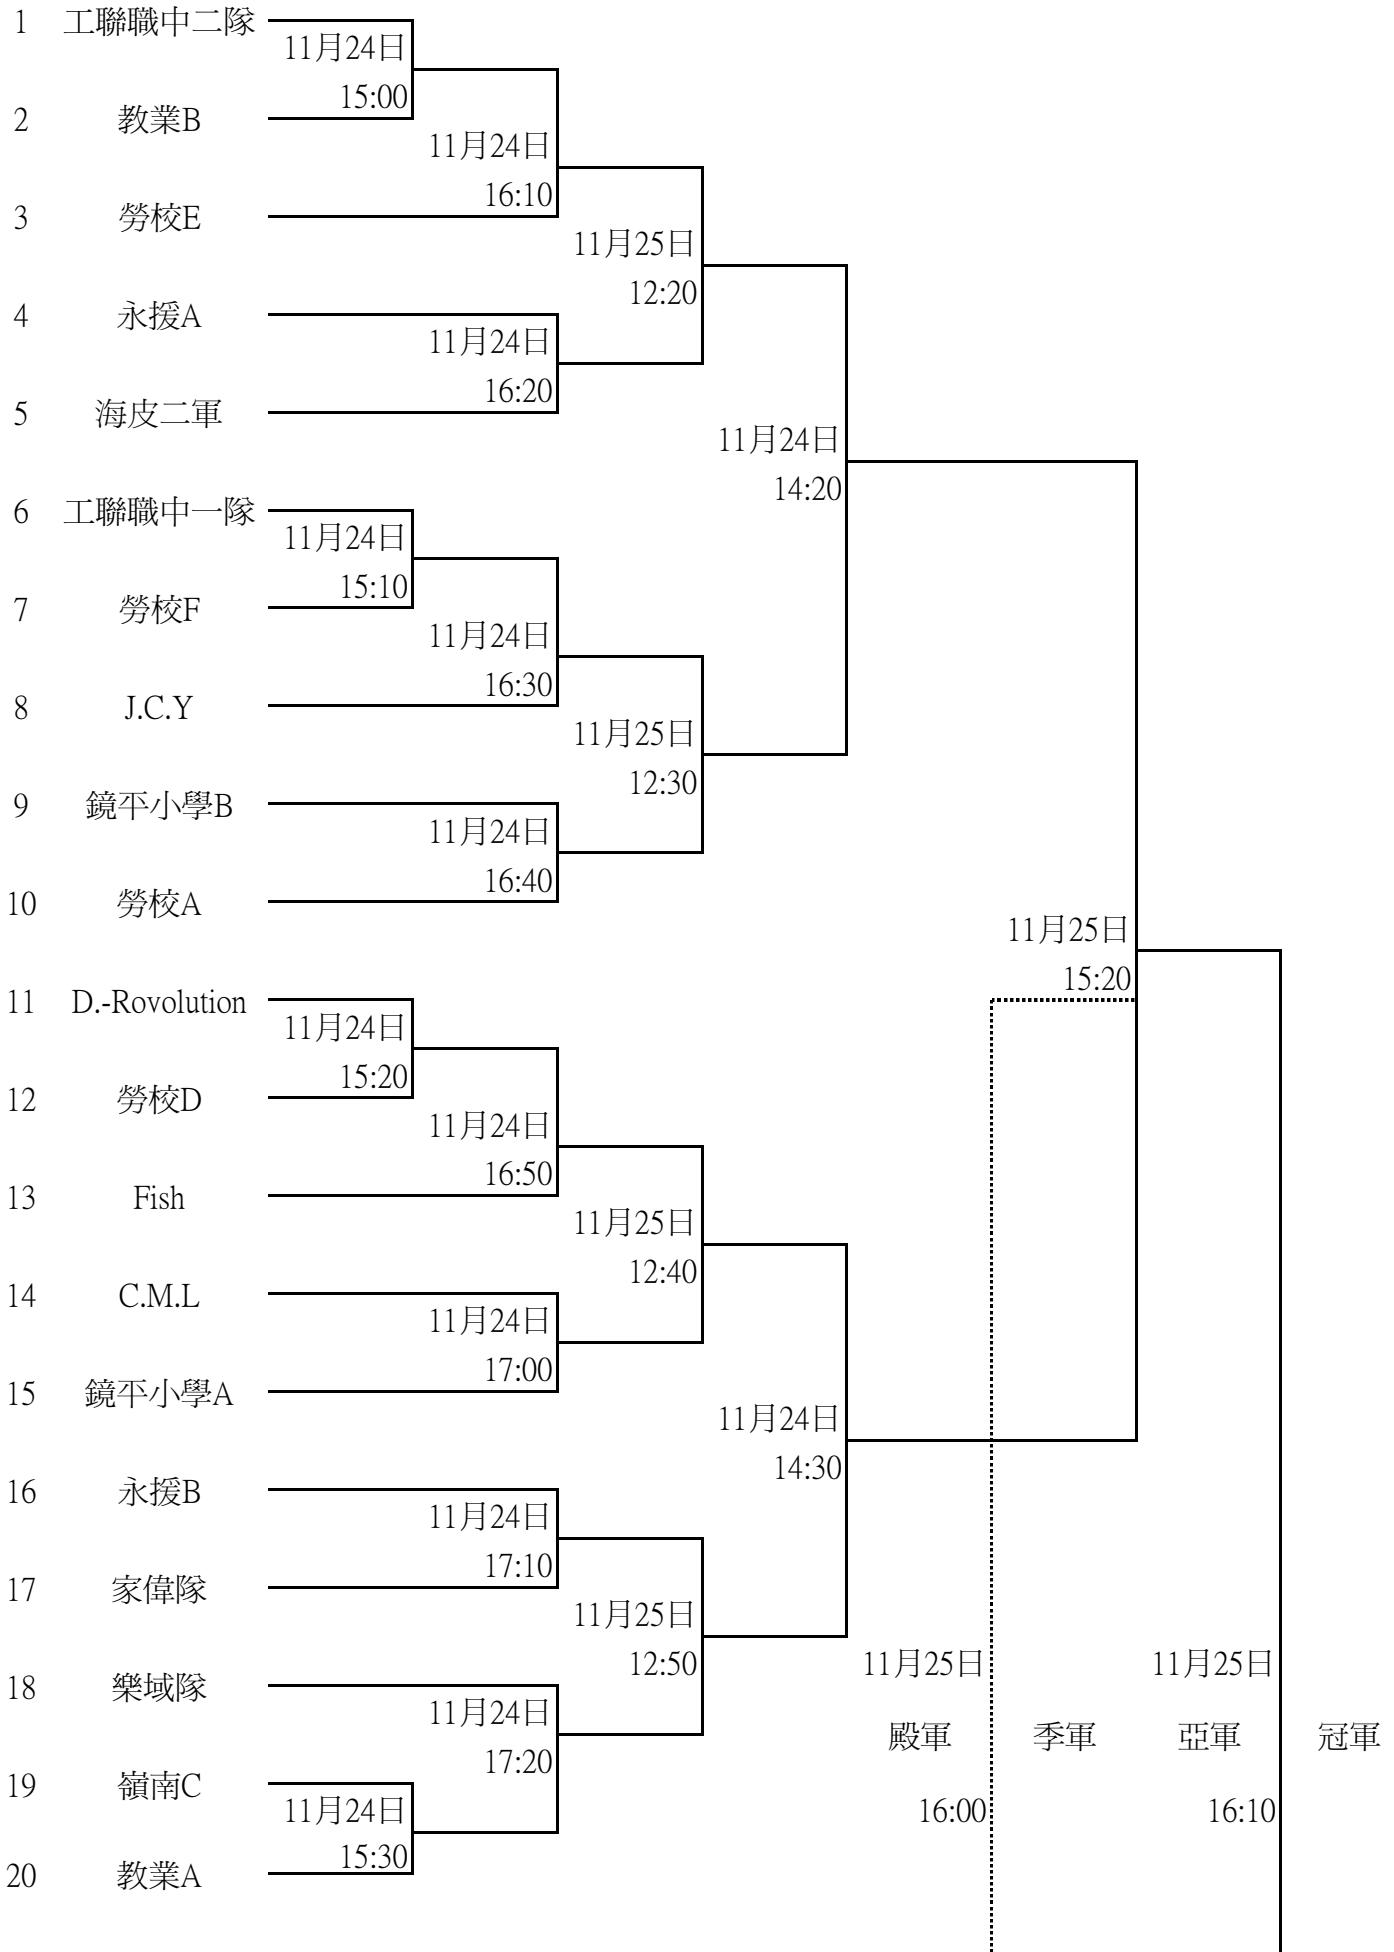 1 工聯職中二隊
11月24日
15:00
2 教業B
11月24日
16:10
3 勞校E
11月25日
12:20
4 永援A
11月24日
16:20
5 海皮二軍
11月24日
14:20
6 工聯職中一隊
11月24日
15:10
7 勞校F
11月24日
16:30
8 J.C.Y
11月25日
12:30
9 鏡平小學B
11月24日
16:40
10 勞校A
11月25日
15:20
11 D.-Rovolution
11月24日
15:20
12 勞校D
11月24日
16:50
13 Fish
11月25日
12:40
14 C.M.L
11月24日
17:00
15 鏡平小學A
11月24日
14:30
16 永援B
11月24日
17:10
17 家偉隊
11月25日
12:50
11月25日 11月25日
18 樂域隊
11月24日
17:20
殿軍 季軍 亞軍 冠軍
19 嶺南C
11月24日
16:00 16:10
15:30
20 教業A